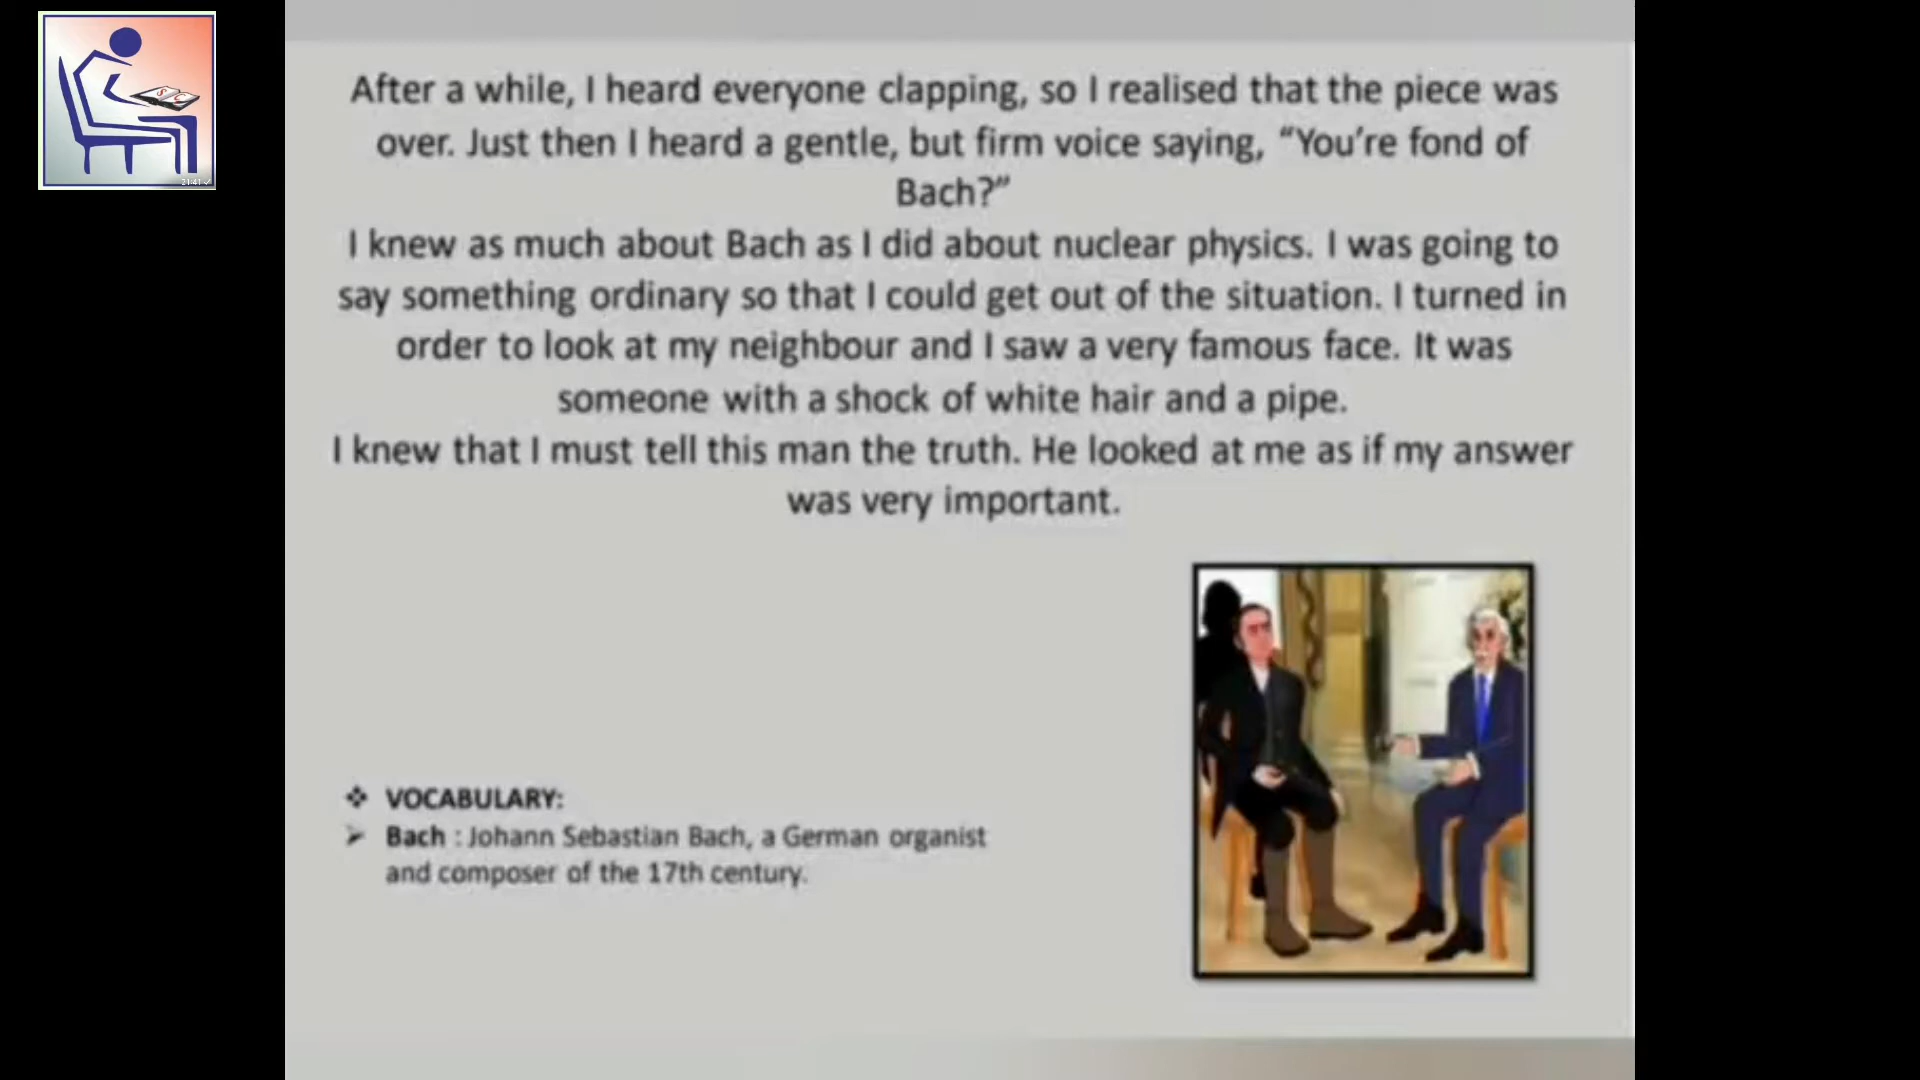 After a while, I heard everyone clapping, so I realised that the piece was
over. Just then I heard a gentle, but firm voice saying, “You’re fond of
Bach?”
I knew as much about Bach as I did about nuclear physics. I was going to
say something ordinary so that I could get out of the situation. I turned in
order to look at my neighbour and I saw a very famous face. It was
someone with a shock of white hair and a pipe.
I knew that I must tell this man the truth. He looked at me as if my answer
was very important.
❖ VOCABULARY:
➢ Bach : Johann Sebastian Bach, a German organist
and composer of the 17th century.
S C
21:41 ✓